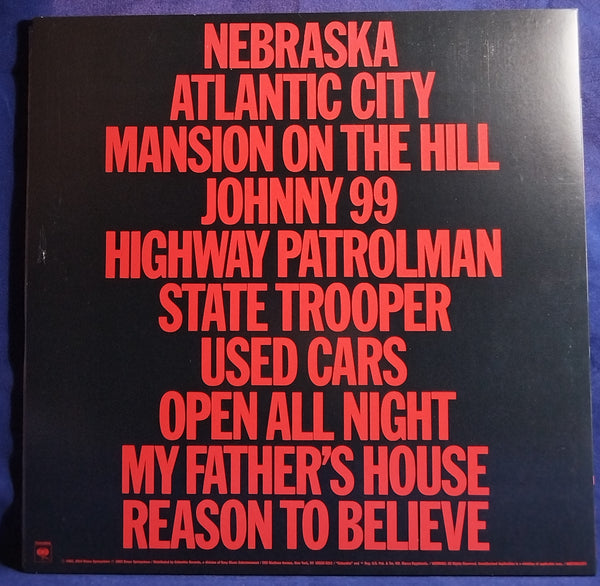 NEBRASKA
ATLANTIC CITY
MANSION ON THE HILL
JOHNNY 99
HIGHWAY PATROLMAN
STATE TROOPER
USED CARS
OPEN ALL NIGHT
MY FATHER'S HOUSE
REASON TO BELIEVE